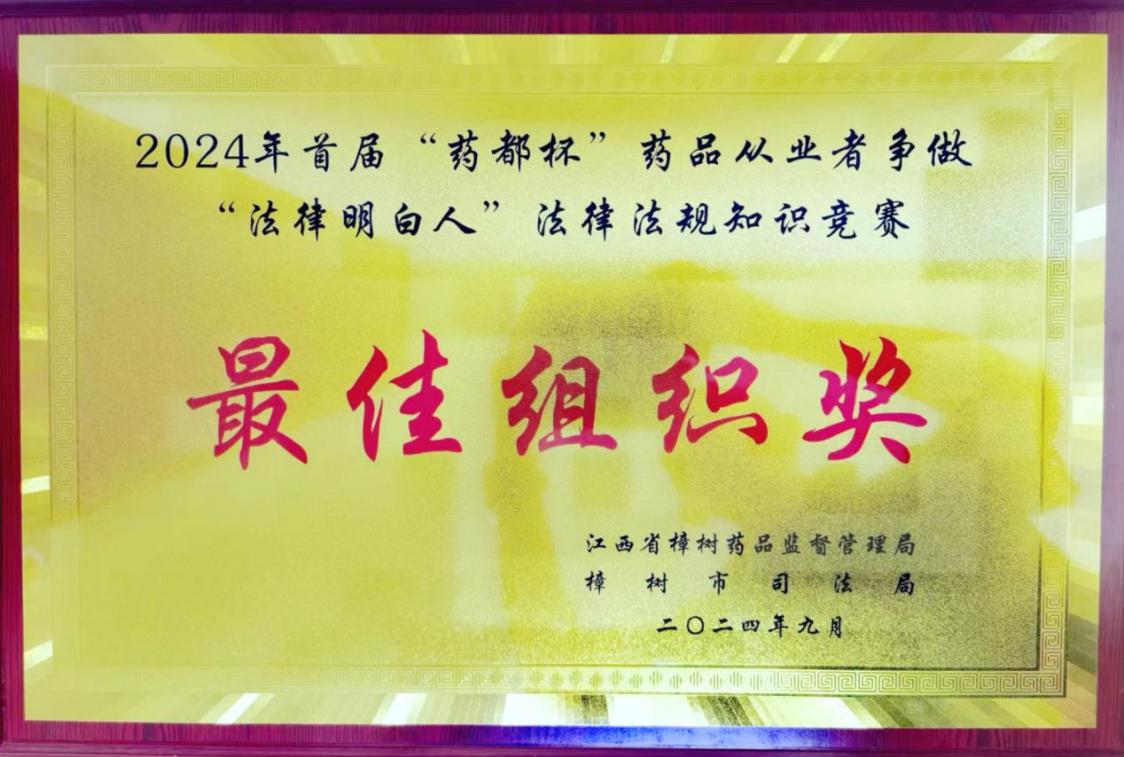 2024年首届“药都杯”药品从业者争做
“法律明白人”法律法规知识竞赛
最佳组织奖
江西省樟树药品监督管理局
樟树市司法局
二〇二四年九月